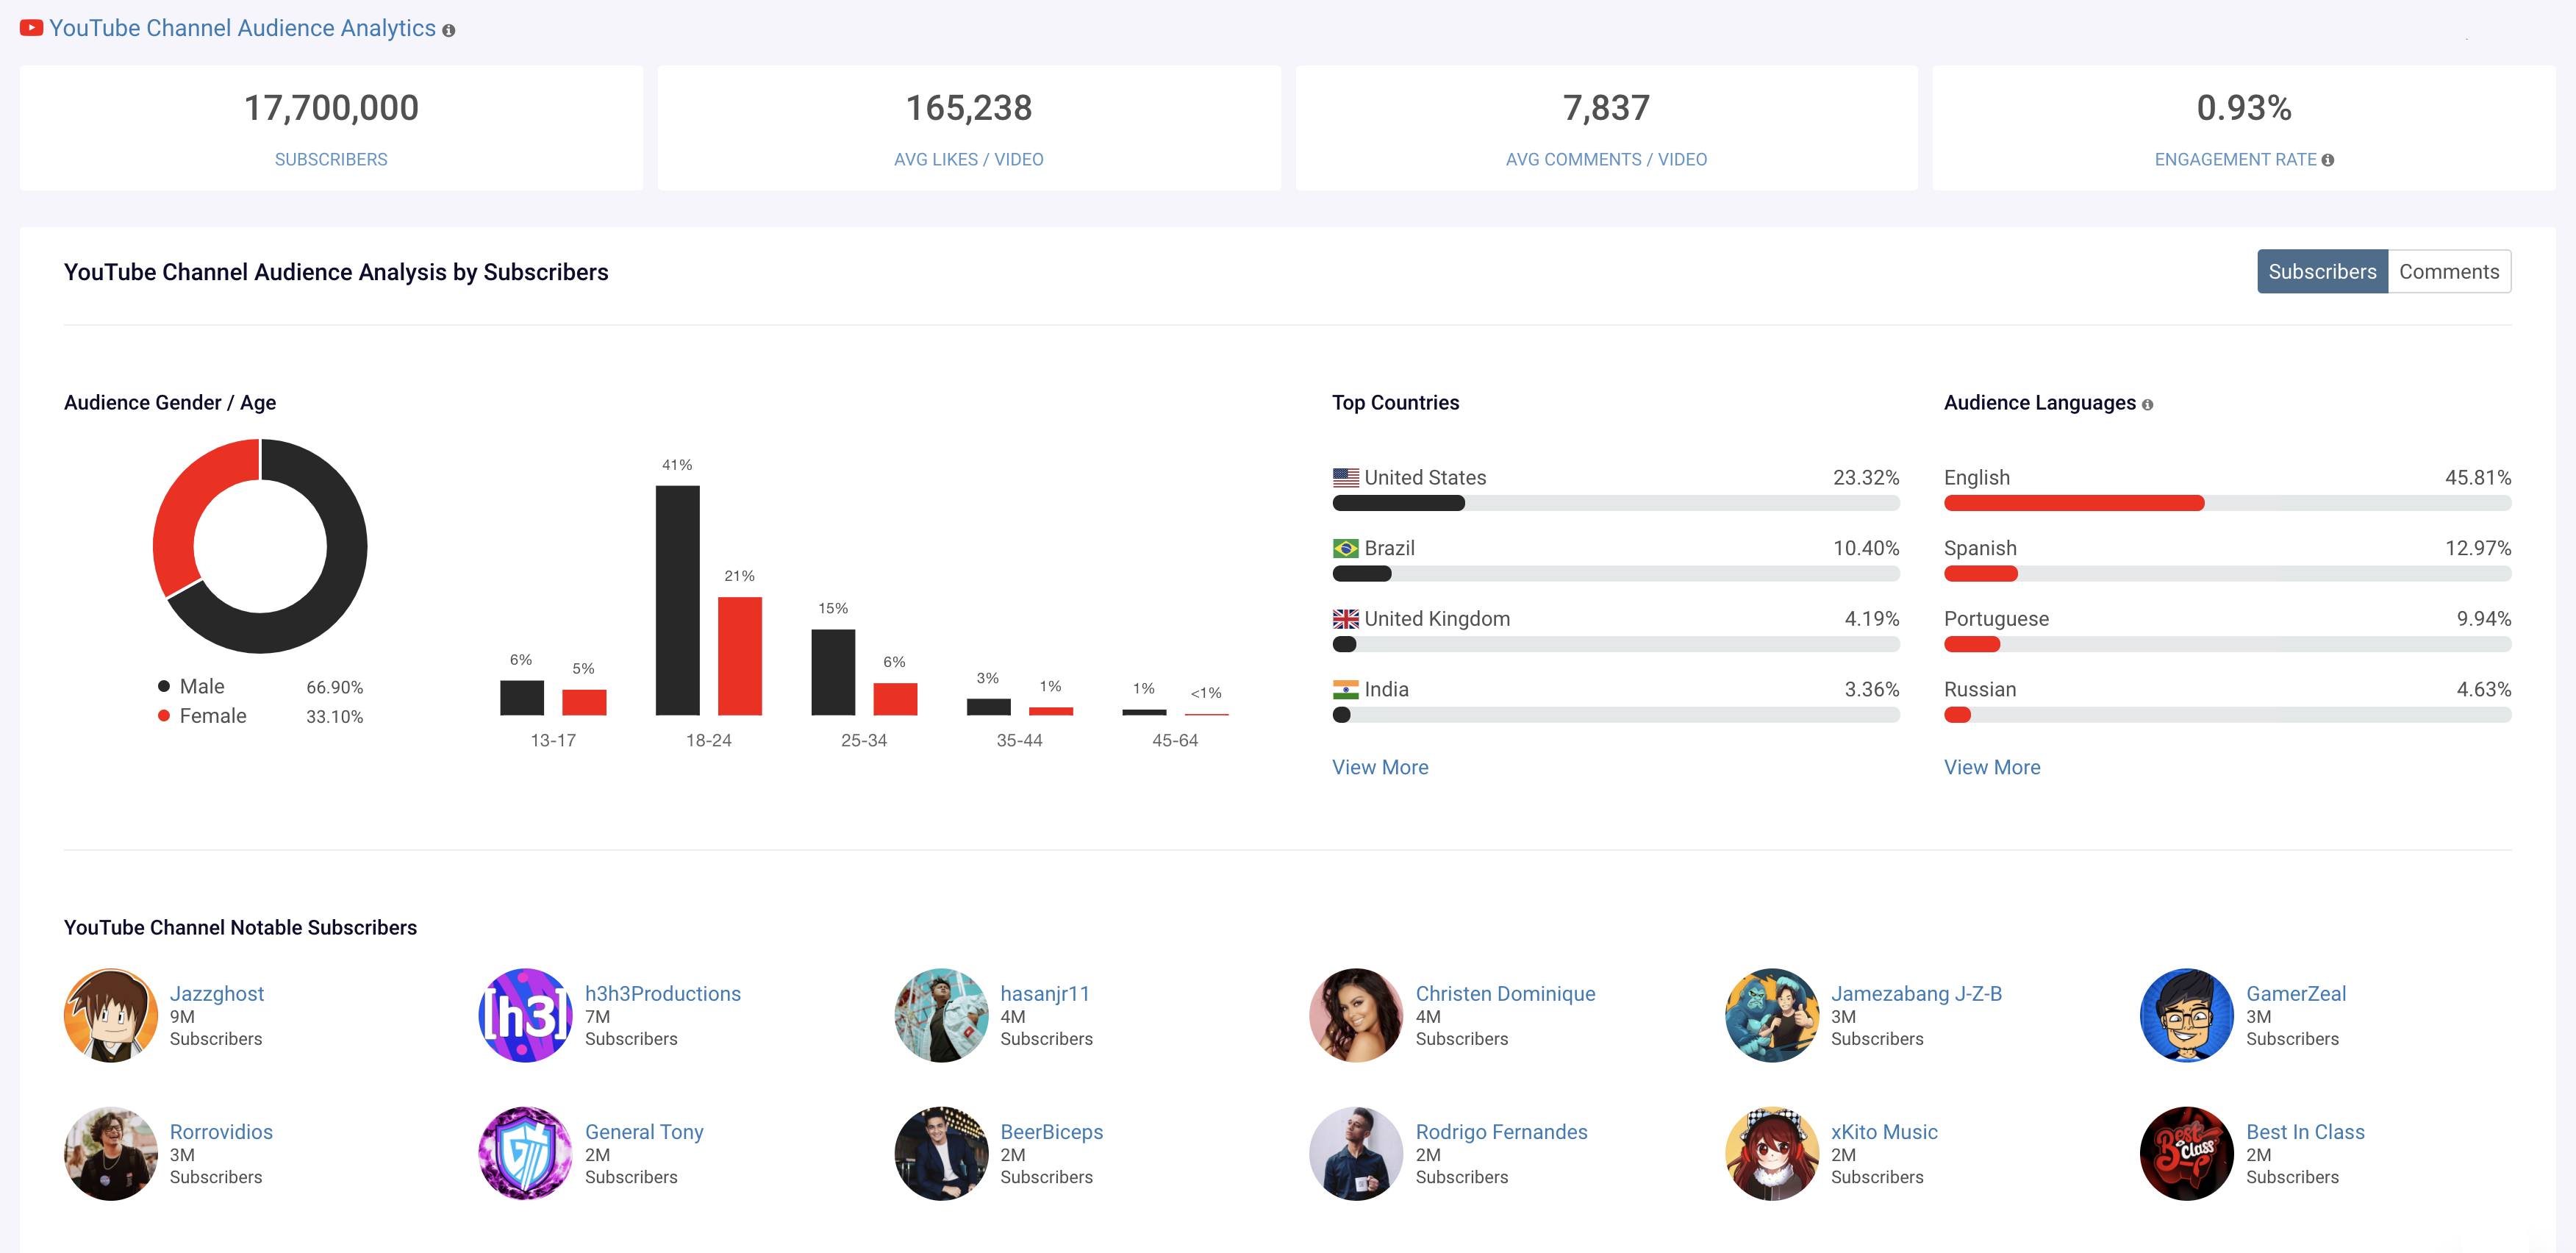 YouTube Channel Audience Analytics
17,700,000
SUBSCRIBERS
165,238
AVG LIKES / VIDEO
7,837
AVG COMMENTS / VIDEO
0.93%
ENGAGEMENT RATE
YouTube Channel Audience Analysis by Subscribers
Subscribers
Comments
Audience Gender / Age
Male 66.90%
Female 33.10%
6%
5%
41%
21%
15%
6%
3%
1%
1%
<1%
13-17
18-24
25-34
35-44
45-64
Top Countries
United States 23.32%
Brazil 10.40%
United Kingdom 4.19%
India 3.36%
View More
Audience Languages
English 45.81%
Spanish 12.97%
Portuguese 9.94%
Russian 4.63%
View More
YouTube Channel Notable Subscribers
Jazzghost
9M
Subscribers
[h3]
h3h3Productions
7M
Subscribers
hasanjr11
4M
Subscribers
Christen Dominique
4M
Subscribers
Jamezabang J-Z-B
3M
Subscribers
GamerZeal
3M
Subscribers
Rorrovidios
3M
Subscribers
GT
General Tony
2M
Subscribers
BeerBiceps
2M
Subscribers
Rodrigo Fernandes
2M
Subscribers
xKito Music
2M
Subscribers
Best
Class
Best In Class
2M
Subscribers